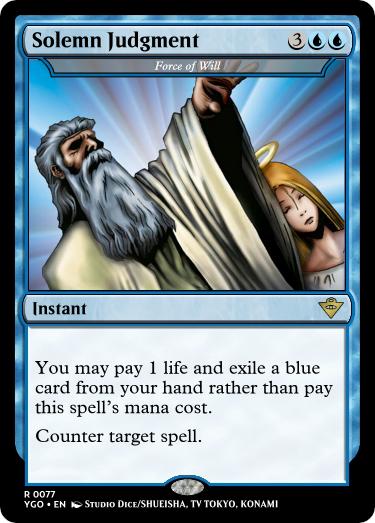 Solemn Judgment 3
Force of Will
Instant
You may pay 1 life and exile a blue
card from your hand rather than pay
this spell's mana cost.
Counter target spell.
R 0077
YGO • EN Studio Dice/SHUEISHA, TV TOKYO, KONAMI